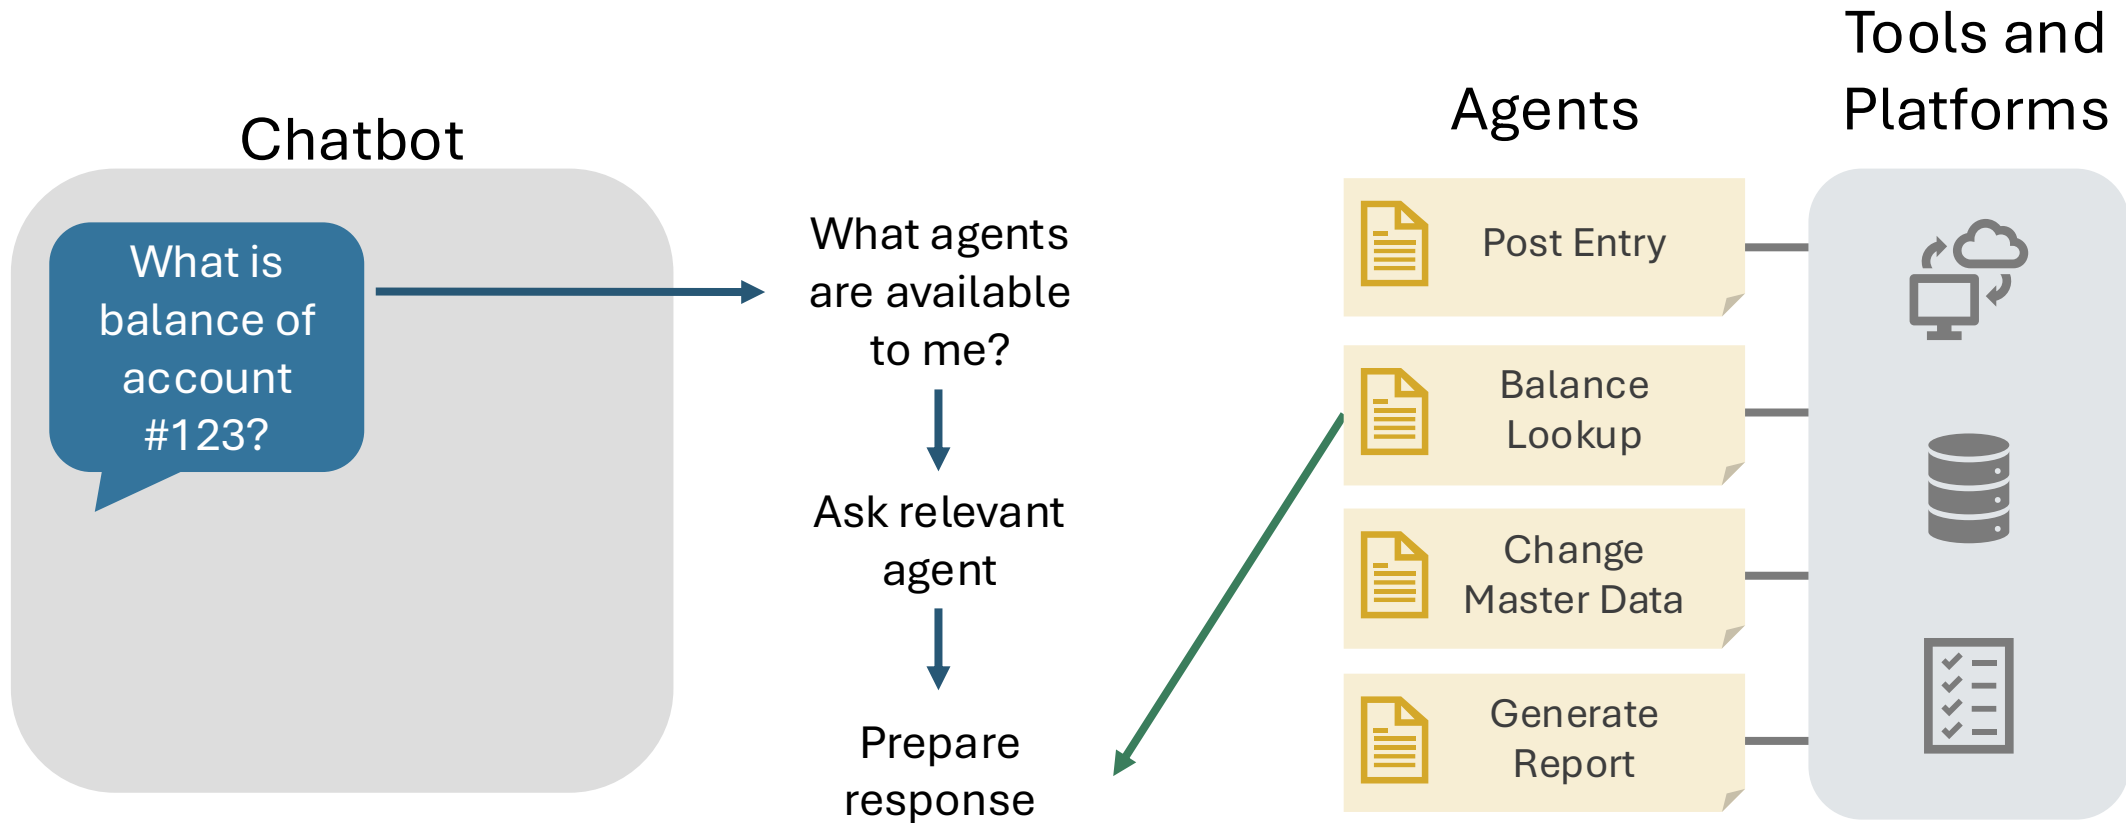 Chatbot
What is
balance of
account
#123?
What agents
are available
to me?
Ask relevant
agent
Prepare
response
Agents
Post Entry
Balance
Lookup
Change
Master Data
Generate
Report
Tools and
Platforms